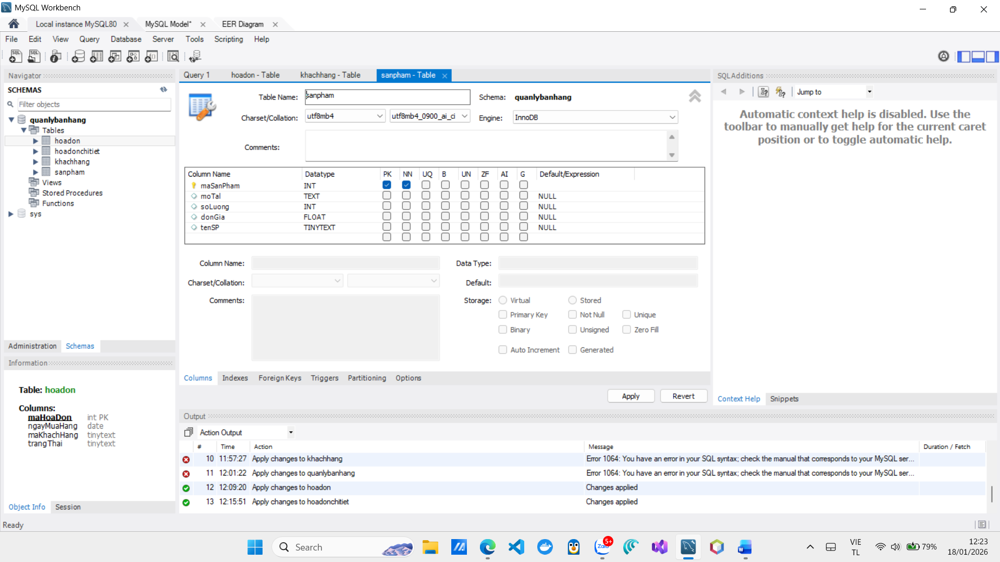 MySQL Workbench
Local instance MySQL80
MySQL Model*
EER Diagram
File Edit View Query Database Server Tools Scripting Help
Navigator
SCHEMAS
Filter objects
quanlybanhang
Tables
hoadon
hoadonchitiet
khachhang
sanpham
Views
Stored Procedures
Functions
sys
Administration Schemas
Information
Table: hoadon
Columns:
maHoaDon int PK
ngayMuaHang date
maKhachHang tinytext
trangThai tinytext
Object Info Session
Ready
Query 1
hoadon - Table
khachhang - Table
sanpham - Table
Table Name: sanpham
Schema: quanlybanhang
Charset/Collation: utf8mb4 utf8mb4_0900_ai_ci
Engine: InnoDB
Comments:
Column Name Datatype PK NN UQ B UN ZF AI G Default/Expression
maSanPham INT
moTal TEXT NULL
soLuong INT NULL
donGia FLOAT NULL
tenSP TINYTEXT NULL
Column Name:
Data Type:
Charset/Collation:
Default:
Comments:
Storage: Virtual Stored
Primary Key Not Null Unique
Binary Unsigned Zero Fill
Auto Increment Generated
Columns Indexes Foreign Keys Triggers Partitioning Options
Apply Revert
SQLAdditions
Jump to
Automatic context help is disabled. Use the
toolbar to manually get help for the current caret
position or to toggle automatic help.
Context Help Snippets
Output
Action Output
# Time Action Message Duration / Fetch
10 11:57:27 Apply changes to khachhang Error 1064: You have an error in your SQL syntax; check the manual that corresponds to your MySQL ser...
11 12:01:22 Apply changes to quanlybanhang Error 1064: You have an error in your SQL syntax; check the manual that corresponds to your MySQL ser...
12 12:09:20 Apply changes to hoadon Changes applied
13 12:15:51 Apply changes to hoadonchitiet Changes applied
Search
5+
Zalo
VIE
TL
79%
12:23
18/01/2026